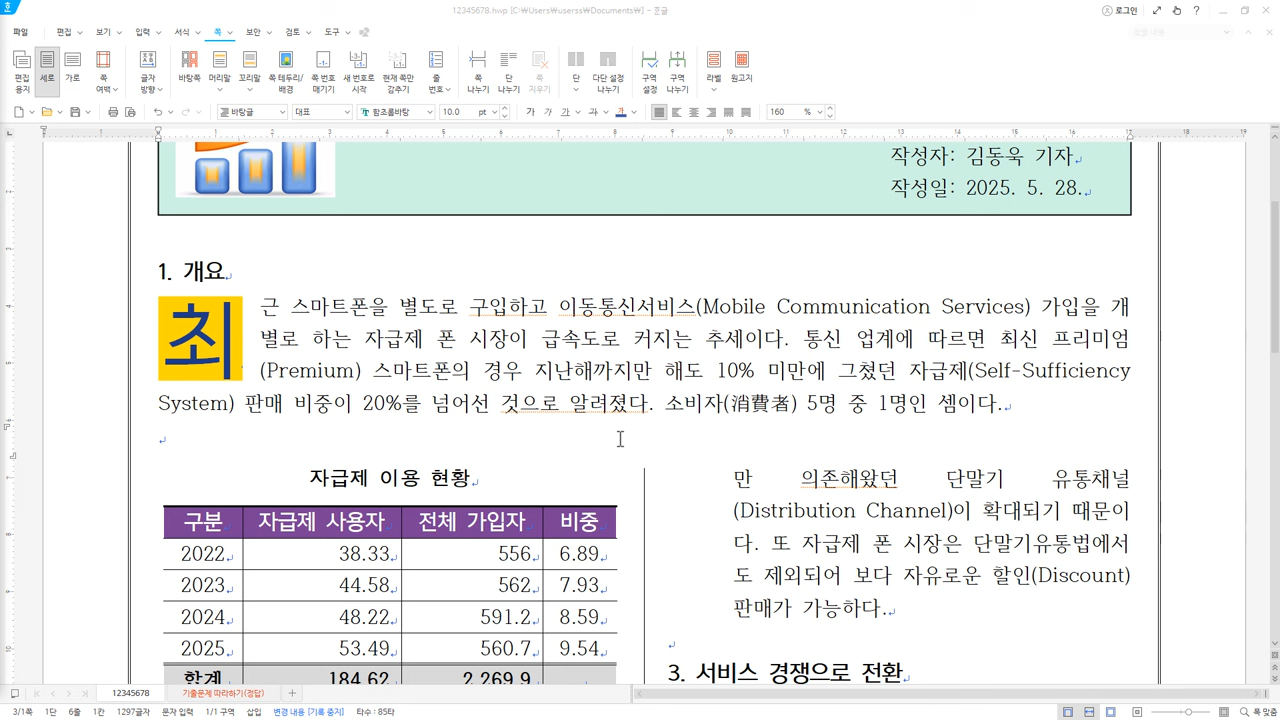 12345678.hwp [C:₩Users₩userss₩Documents₩] - 한글
로그인
파일 편집 보기 입력 서식 쪽 보안 검토 도구
편집 용지 세로 가로 쪽 여백 글자 방향 바탕쪽 머리말 꼬리말 쪽 테두리/배경 쪽 번호 매기기 새 번호로 시작 현재 쪽만 감추기 줄 번호 쪽 나누기 단 나누기 쪽 지우기 단 다단 설정 나누기 구역 설정 구역 나누기 라벨 원고지
바탕글 대표 함초롬바탕 10.0 pt 가 가 가 가 가 160 %
작성자: 김동욱 기자
작성일: 2025. 5. 28.
1. 개요
최근 스마트폰을 별도로 구입하고 이동통신서비스(Mobile Communication Services) 가입을 개
별로 하는 자급제 폰 시장이 급속도로 커지는 추세이다. 통신 업계에 따르면 최신 프리미엄
(Premium) 스마트폰의 경우 지난해까지만 해도 10% 미만에 그쳤던 자급제(Self-Sufficiency
System) 판매 비중이 20%를 넘어선 것으로 알려졌다. 소비자(消費者) 5명 중 1명인 셈이다.
자급제 이용 현황
구분 자급제 사용자 전체 가입자 비중
2022 38.33 556 6.89
2023 44.58 562 7.93
2024 48.22 591.2 8.59
2025 53.49 560.7 9.54
합계 184.62 2,269.9
만 의존해왔던 단말기 유통채널
(Distribution Channel)이 확대되기 때문이
다. 또 자급제 폰 시장은 단말기유통법에서
도 제외되어 보다 자유로운 할인(Discount)
판매가 가능하다.
3. 서비스 경쟁으로 전환
12345678 기출문제 따라하기(정답)
3/1쪽 1단 6줄 1칸 1297글자 문자 입력 1/1 구역 삽입 변경 내용 [기록 중지] 타수 : 85타 쪽 맞춤